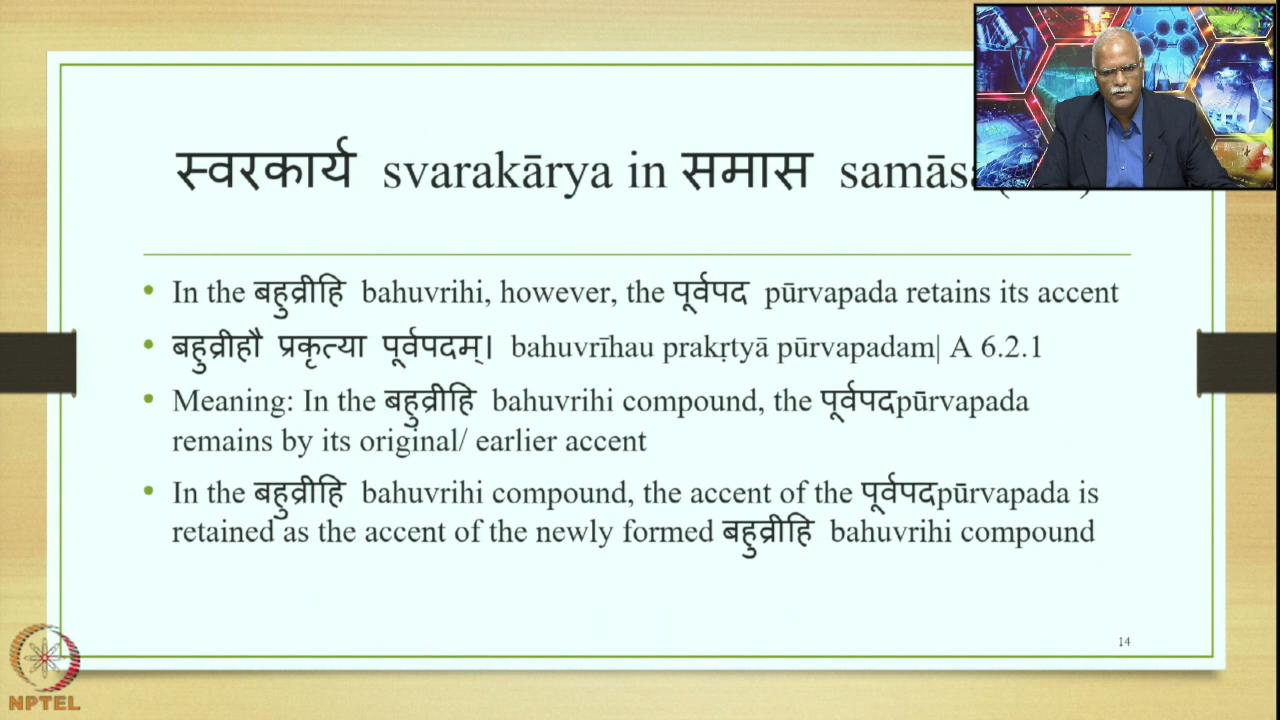 स्वरकार्य svarakārya in समास samāsa
• In the बहुव्रीहि bahuvrihi, however, the पूर्वपद pūrvapada retains its accent
• बहुव्रीहौ प्रकृत्या पूर्वपदम्। bahuvrīhau prakṛtyā pūrvapadam| A 6.2.1
• Meaning: In the बहुव्रीहि bahuvrihi compound, the पूर्वपदpūrvapada
remains by its original/ earlier accent
• In the बहुव्रीहि bahuvrihi compound, the accent of the पूर्वपदpūrvapada is
retained as the accent of the newly formed बहुव्रीहि bahuvrihi compound
14
NPTEL